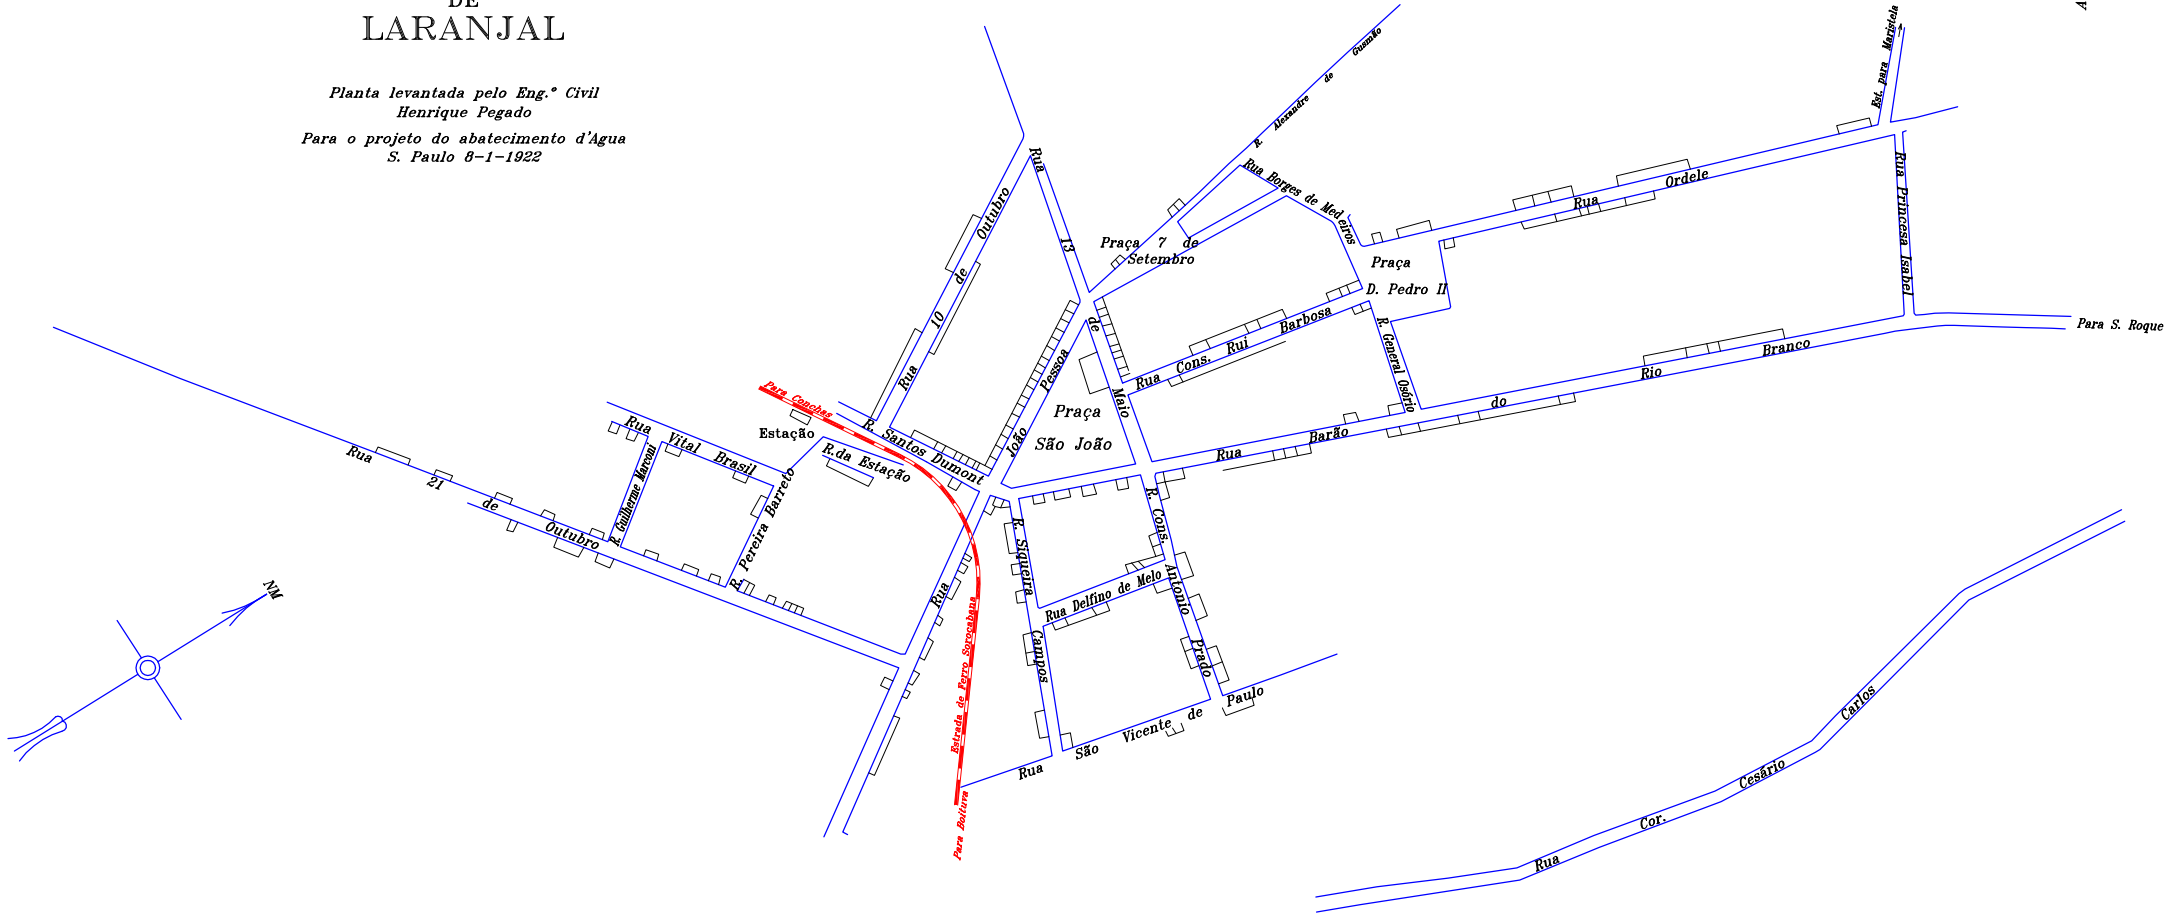 DE
LARANJAL
Planta levantada pelo Eng.º Civil
Henrique Pegado
Para o projeto do abatecimento d'Agua
S. Paulo 8-1-1922
A
Est. para Maristela
R. Alexandre de Gusmão
Rua Borges de Medeiros
Rua Ordele
Rua Princesa Isabel
Rua 13 de Maio
Rua 10 de Outubro
Praça 7 de
Setembro
Praça
D. Pedro II
Rua Cons. Rui Barbosa
R. General Osório
Para S. Roque
João Pessoa
Praça
São João
Rua Barão do Rio Branco
Para Conchas
Estação
R. Santos Dumont
R.da Estação
Rua Vital Brasil
R. Guilherme Marconi
R. Pereira Barreto
Rua 21 de Outubro
NM
Rua
Estrada de Ferro Sorocabana
Para Boituva
R. Siqueira Campos
R. Cons. Antonio Prado
Rua Delfino de Melo
Rua São Vicente de Paulo
Rua Cor. Cesário Carlos